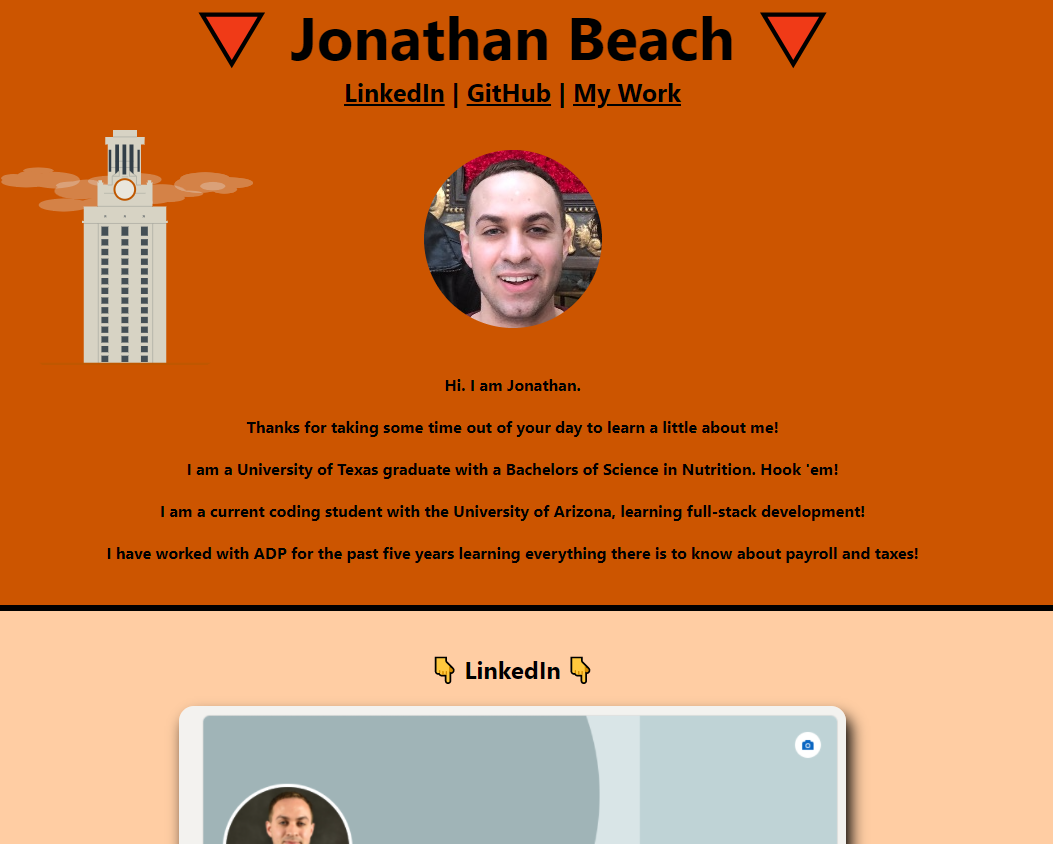 Jonathan Beach
LinkedIn | GitHub | My Work
Hi. I am Jonathan.
Thanks for taking some time out of your day to learn a little about me!
I am a University of Texas graduate with a Bachelors of Science in Nutrition. Hook 'em!
I am a current coding student with the University of Arizona, learning full-stack development!
I have worked with ADP for the past five years learning everything there is to know about payroll and taxes!
👇 LinkedIn 👇